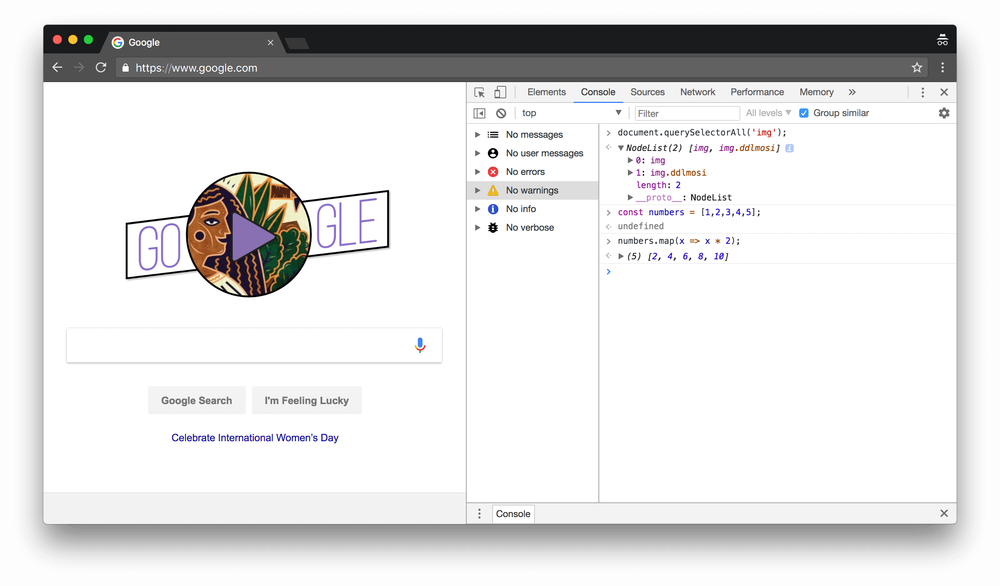 Google
https://www.google.com
GO GLE
Google Search
I'm Feeling Lucky
Celebrate International Women’s Day
Elements Console Sources Network Performance Memory »
top Filter All levels Group similar
No messages
No user messages
No errors
No warnings
No info
No verbose
document.querySelectorAll('img');
NodeList(2) [img, img.ddlmosi] i
0: img
1: img.ddlmosi
length: 2
__proto__: NodeList
const numbers = [1,2,3,4,5];
undefined
numbers.map(x => x * 2);
(5) [2, 4, 6, 8, 10]
Console